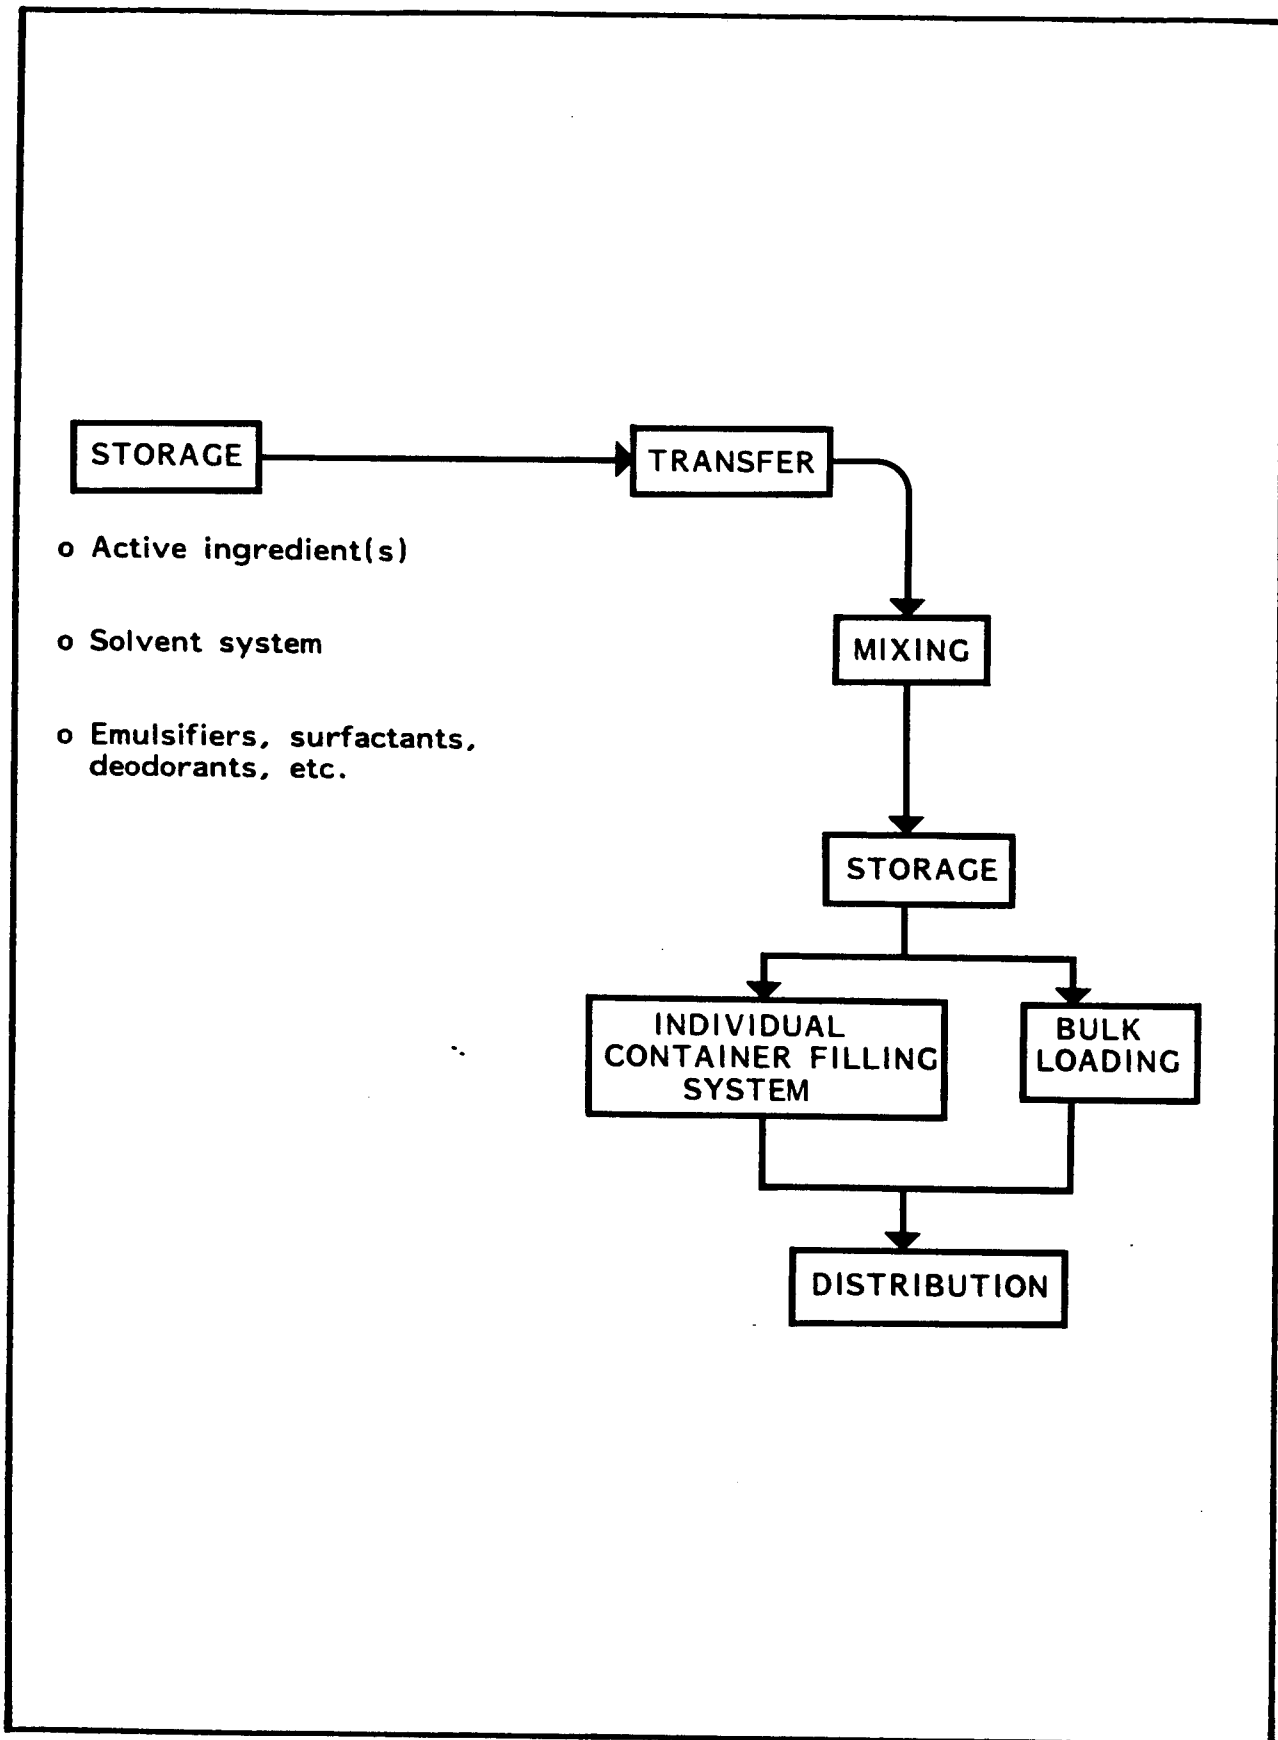 STORAGE
TRANSFER
o Active ingredient(s)
o Solvent system
o Emulsifiers, surfactants,
deodorants, etc.
MIXING
STORAGE
INDIVIDUAL
CONTAINER FILLING
SYSTEM
BULK
LOADING
DISTRIBUTION